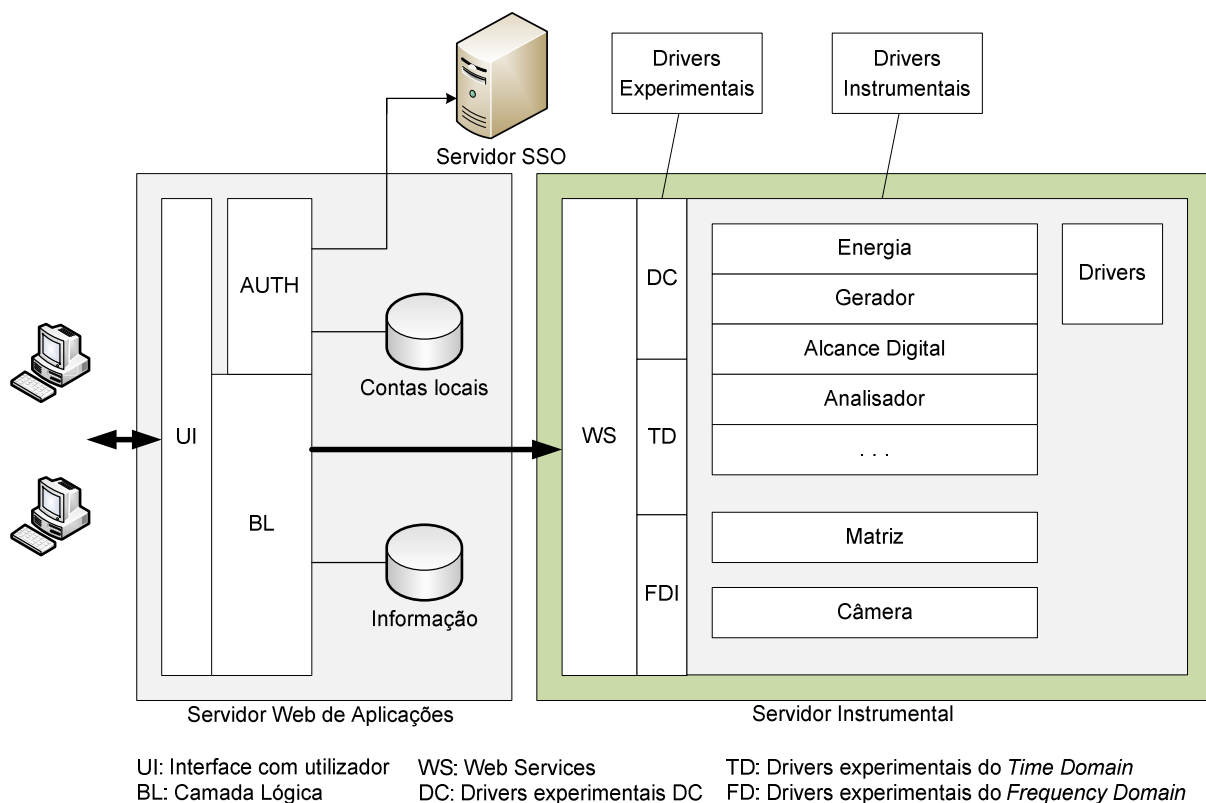 Drivers
Experimentais
Drivers
Instrumentais
Servidor SSO
UI
AUTH
BL
Contas locais
Informação
WS
DC
TD
FDI
Energia
Gerador
Alcance Digital
Analisador
. . .
Matriz
Câmera
Drivers
Servidor Web de Aplicações
Servidor Instrumental
UI: Interface com utilizador
BL: Camada Lógica
WS: Web Services
DC: Drivers experimentais DC
TD: Drivers experimentais do Time Domain
FD: Drivers experimentais do Frequency Domain